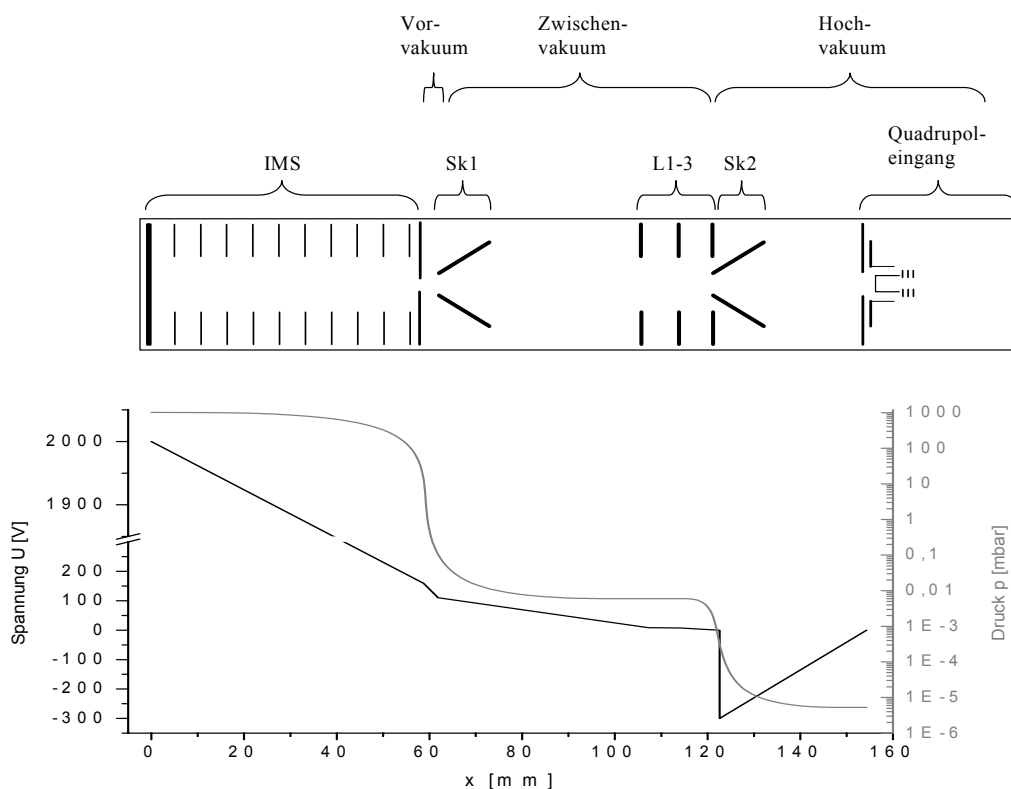 Vor-
vakuum
Zwischen-
vakuum
Hoch-
vakuum
IMS
Sk1
L1-3
Sk2
Quadrupol-
eingang
Spannung U [V]
2000
1900
200
100
0
-100
-200
-300
1000
100
10
1
0,1
0,01
1E-3
1E-4
1E-5
1E-6
Druck p [mbar]
0 20 40 60 80 100 120 140 160
x [mm]